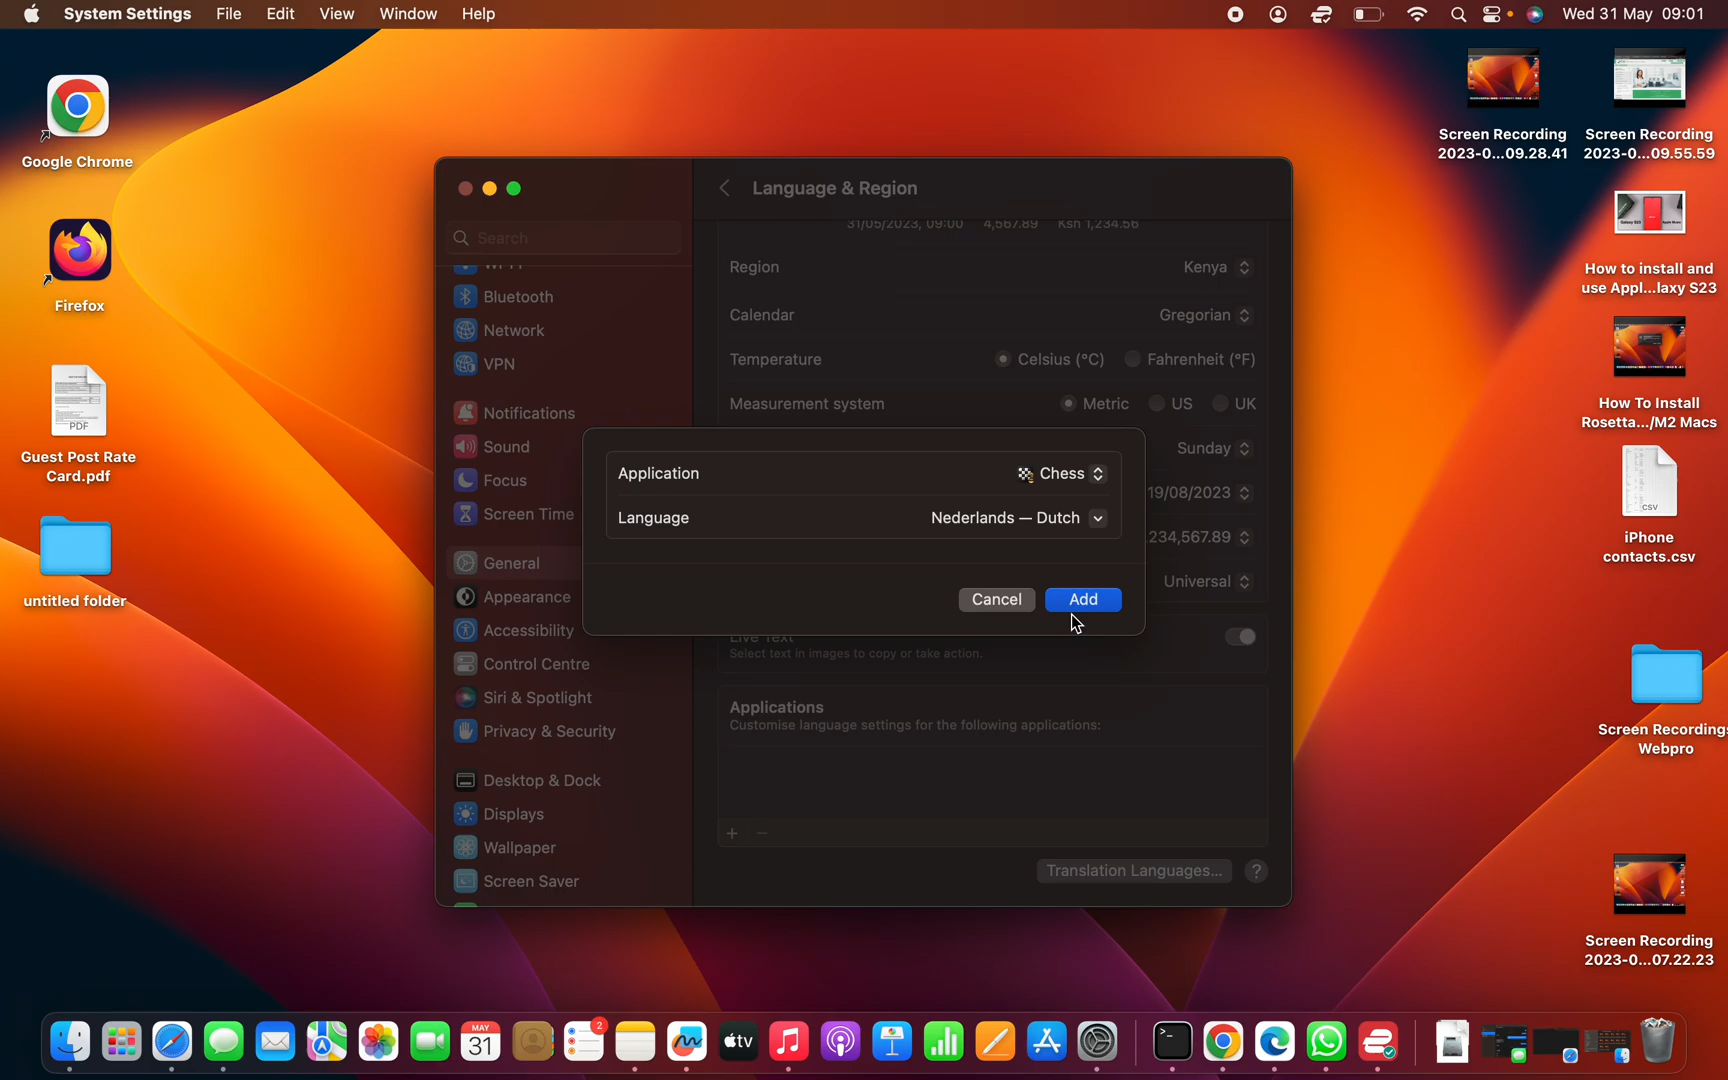 System Settings File Edit View Window Help
Wed 31 May 09:01
Google Chrome
Firefox
PDF
Guest Post Rate
Card.pdf
untitled folder
Search
Bluetooth
Network
VPN
Notifications
Sound
Focus
Screen Time
General
Appearance
Accessibility
Control Centre
Siri & Spotlight
Privacy & Security
Desktop & Dock
Displays
Wallpaper
Screen Saver
Language & Region
31/05/2023, 09:00 4,567.89 Ksh 1,234.56
Region Kenya
Calendar Gregorian
Temperature Celsius (°C) Fahrenheit (°F)
Measurement system Metric US UK
Sunday
19/08/2023
234,567.89
Universal
Application Chess
Language Nederlands — Dutch
Cancel Add
Live Text
Select text in images to copy or take action.
Applications
Customise language settings for the following applications:
+ −
Translation Languages... ?
Screen Recording
2023-0...09.28.41
Screen Recording
2023-0...09.55.59
How to install and
use Appl...laxy S23
How To Install
Rosetta.../M2 Macs
CSV
iPhone
contacts.csv
Screen Recordings
Webpro
Screen Recording
2023-0...07.22.23
MAY
31
2
tv